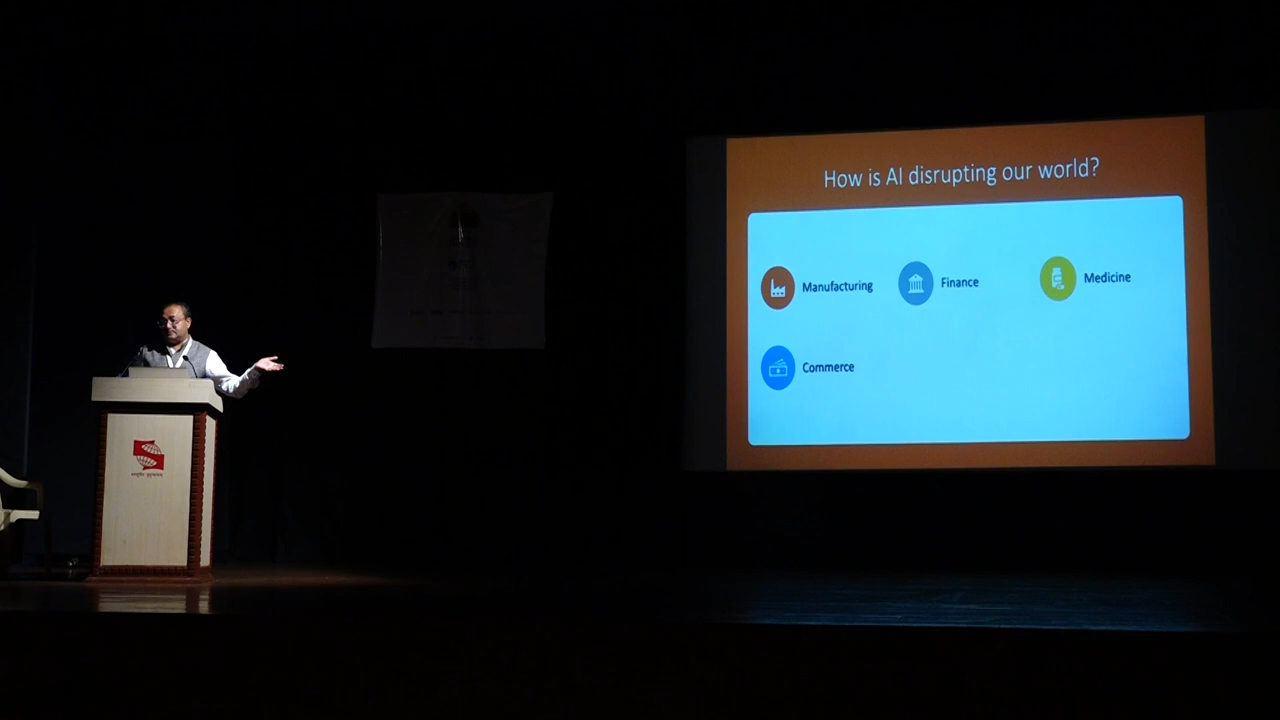 How is AI disrupting our world?
Manufacturing
Finance
Medicine
Commerce